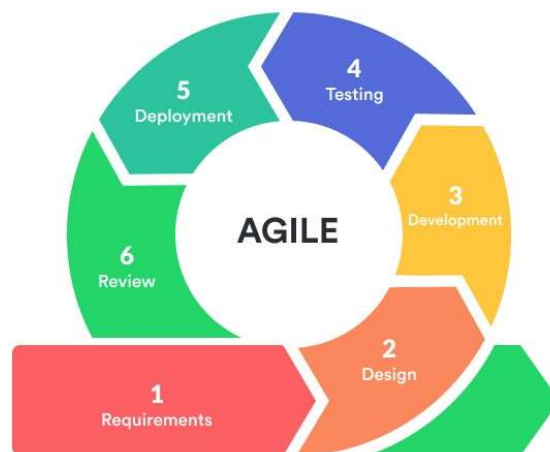 AGILE
1
Requirements
2
Design
3
Development
4
Testing
5
Deployment
6
Review